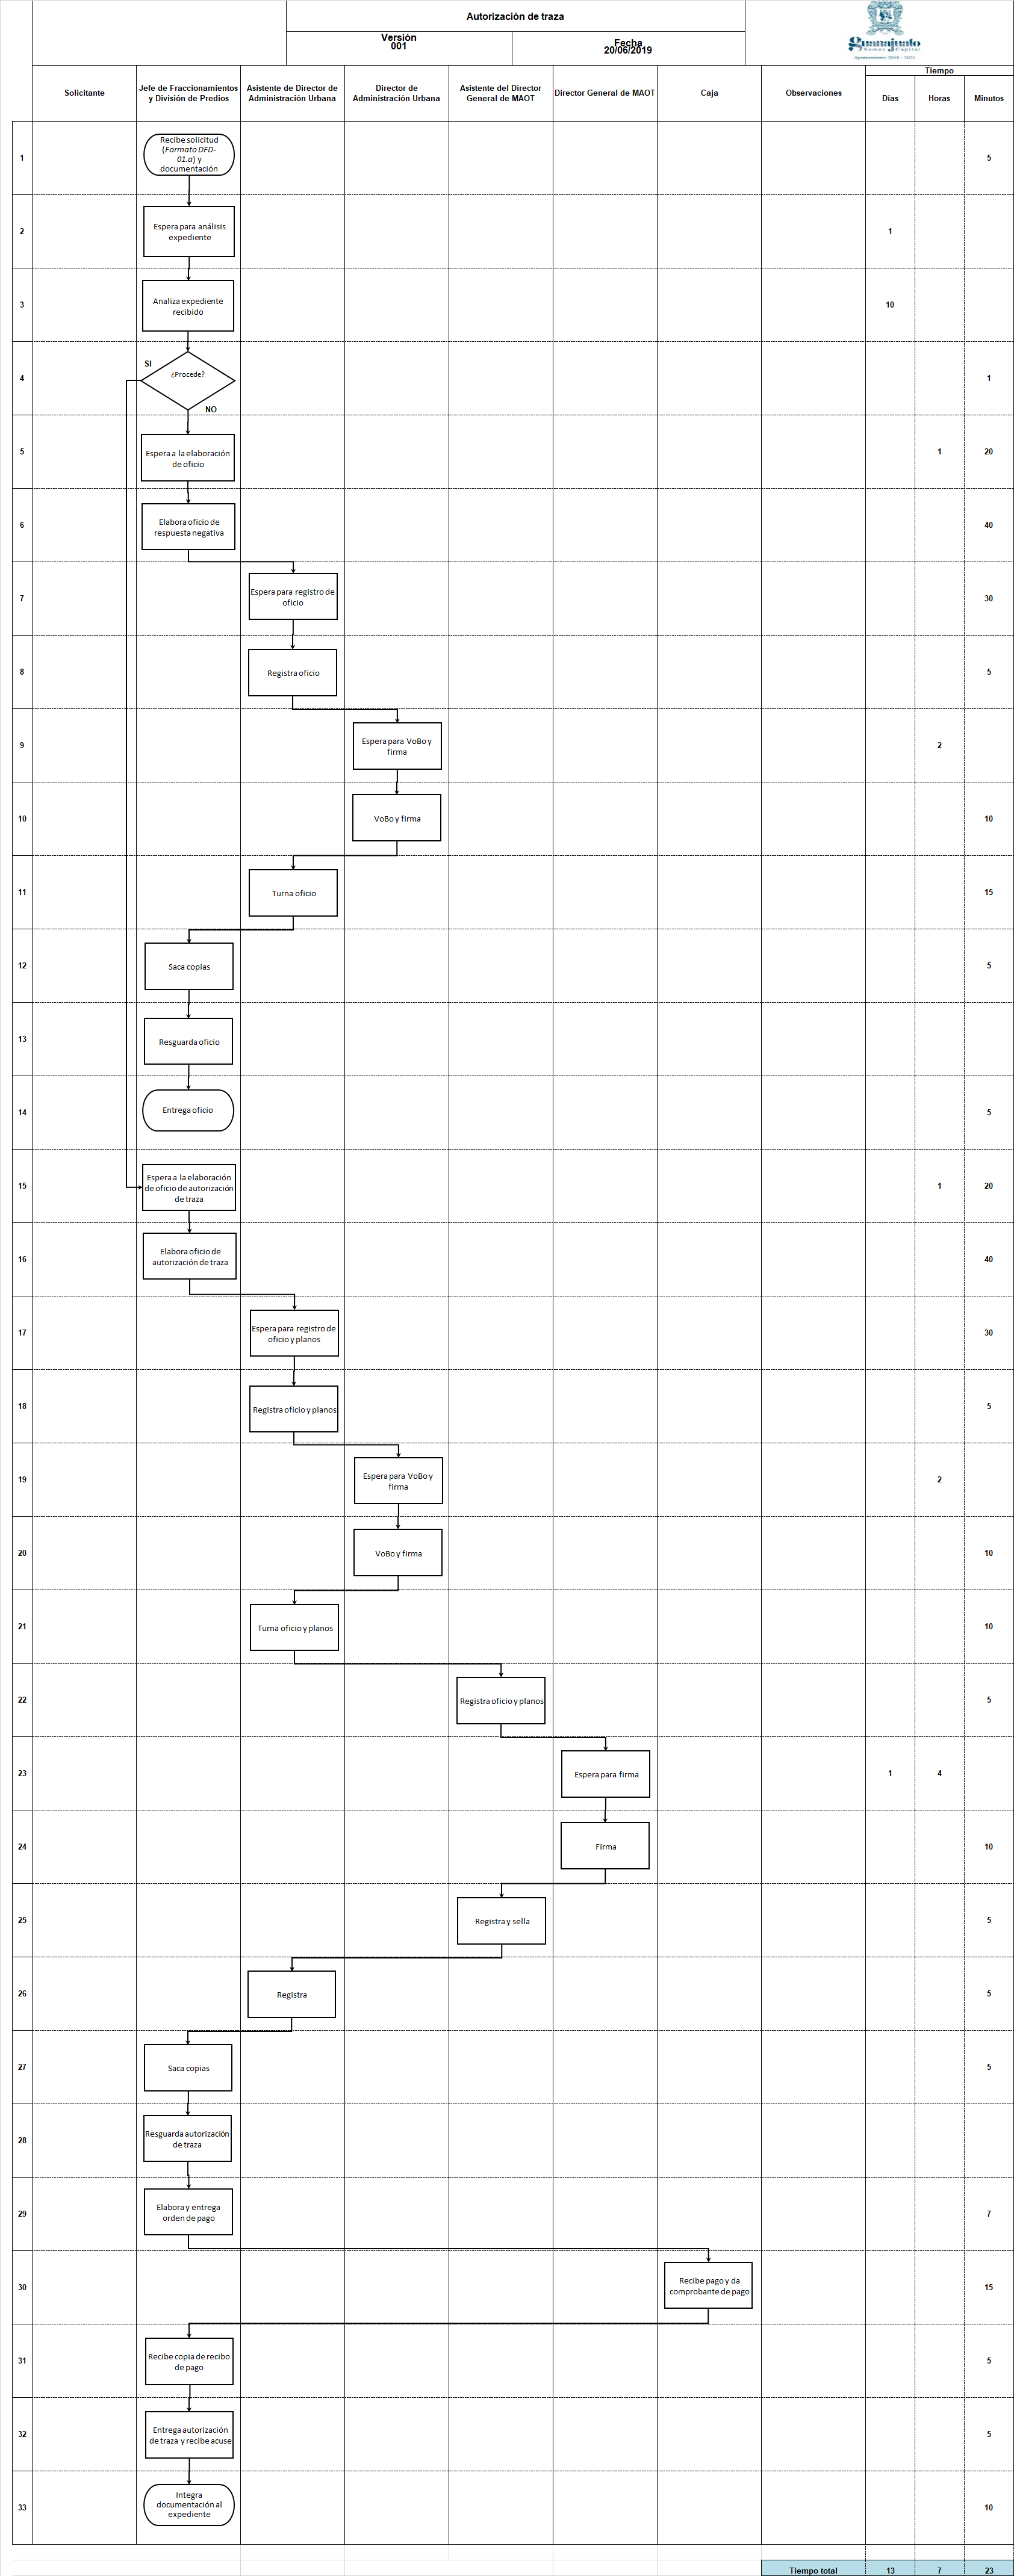 Autorización de traza
Versión
001
Fecha
20/06/2019
Guanajuato
Somos Capital
Solicitante
Jefe de Fraccionamientos
y División de Predios
Asistente de Director de
Administración Urbana
Director de
Administración Urbana
Asistente del Director
General de MAOT
Director General de MAOT
Caja
Observaciones
Tiempo
Días
Horas
Minutos
1
Recibe solicitud
(Formato DFD-
01.a) y
documentación
5
2
Espera para análisis
expediente
1
3
Analiza expediente
recibido
10
4
SI
¿Procede?
NO
1
5
Espera a la elaboración
de oficio
1
20
6
Elabora oficio de
respuesta negativa
40
7
Espera para registro de
oficio
30
8
Registra oficio
5
9
Espera para VoBo y
firma
2
10
VoBo y firma
10
11
Turna oficio
15
12
Saca copias
5
13
Resguarda oficio
14
Entrega oficio
5
15
Espera a la elaboración
de oficio de autorización
de traza
1
20
16
Elabora oficio de
autorización de traza
40
17
Espera para registro de
oficio y planos
30
18
Registra oficio y planos
5
19
Espera para VoBo y
firma
2
20
VoBo y firma
10
21
Turna oficio y planos
10
22
Registra oficio y planos
5
23
Espera para firma
1
4
24
Firma
10
25
Registra y sella
5
26
Registra
5
27
Saca copias
5
28
Resguarda autorización
de traza
29
Elabora y entrega
orden de pago
7
30
Recibe pago y da
comprobante de pago
15
31
Recibe copia de recibo
de pago
5
32
Entrega autorización
de traza y recibe acuse
5
33
Integra
documentación al
expediente
10
Tiempo total
13
7
23